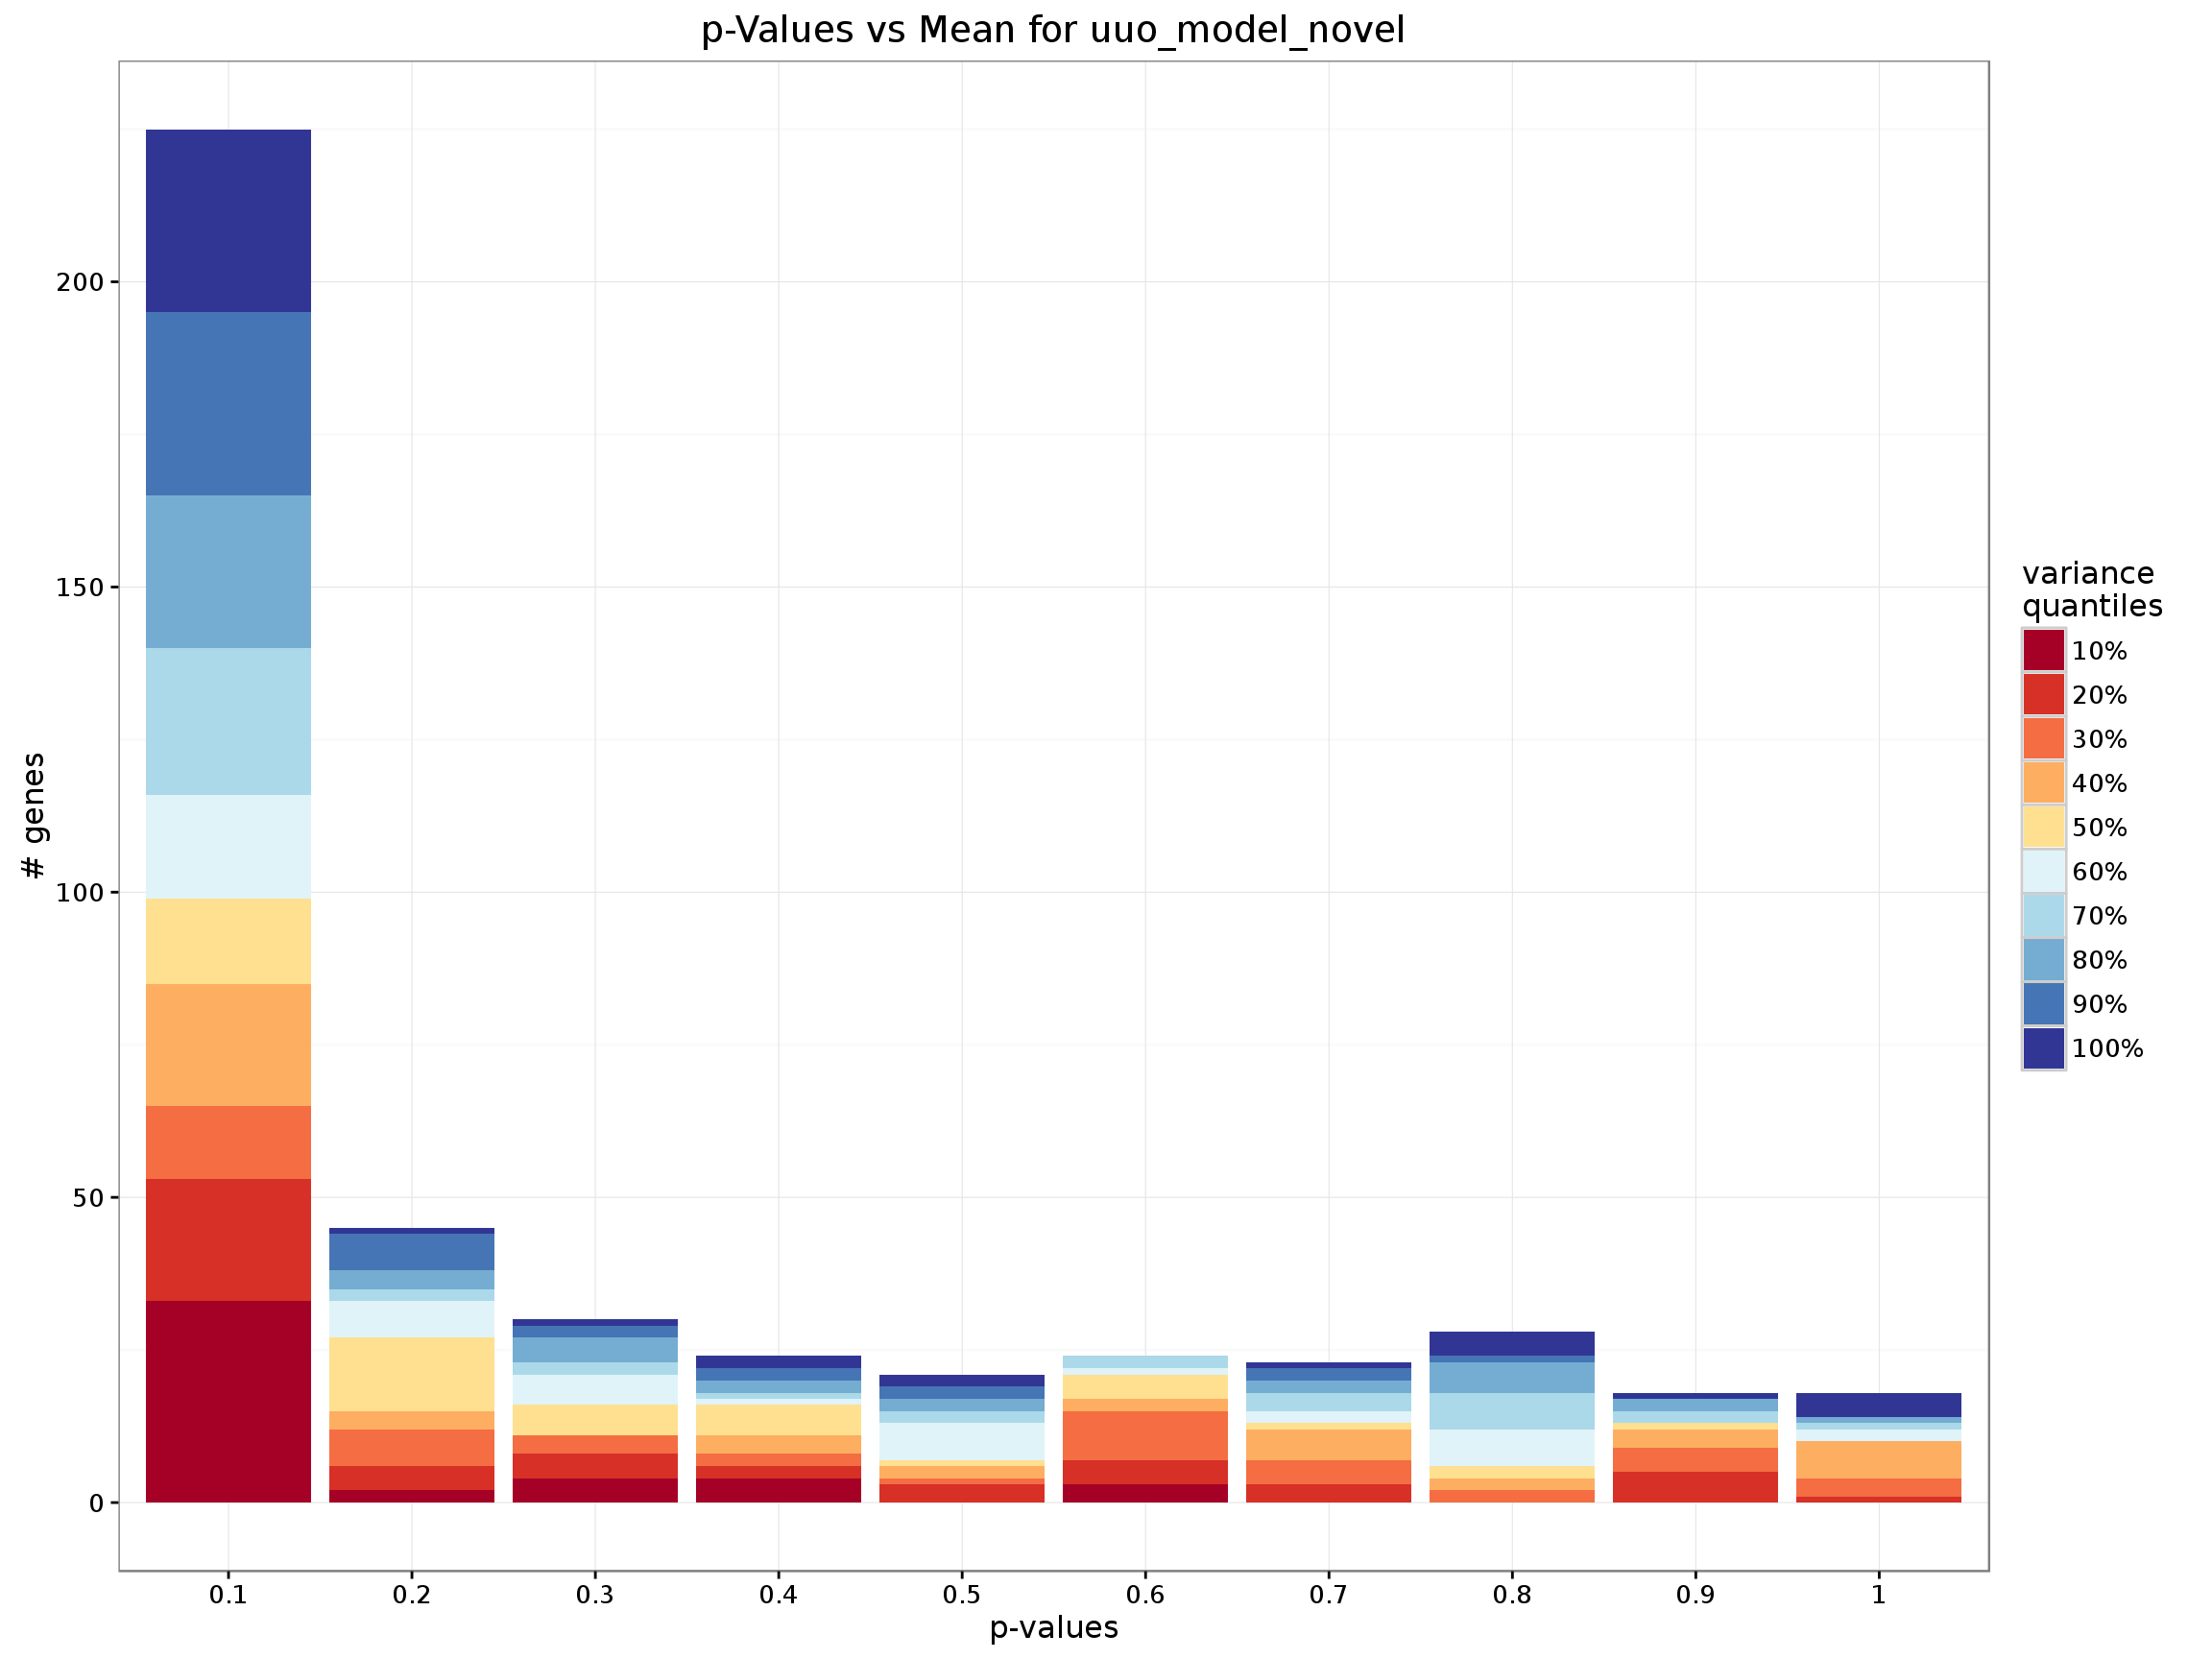 p-Values vs Mean for uuo_model_novel
# genes
200
150
100
50
0
0.1 0.2 0.3 0.4 0.5 0.6 0.7 0.8 0.9 1
p-values
variance
quantiles
10%
20%
30%
40%
50%
60%
70%
80%
90%
100%